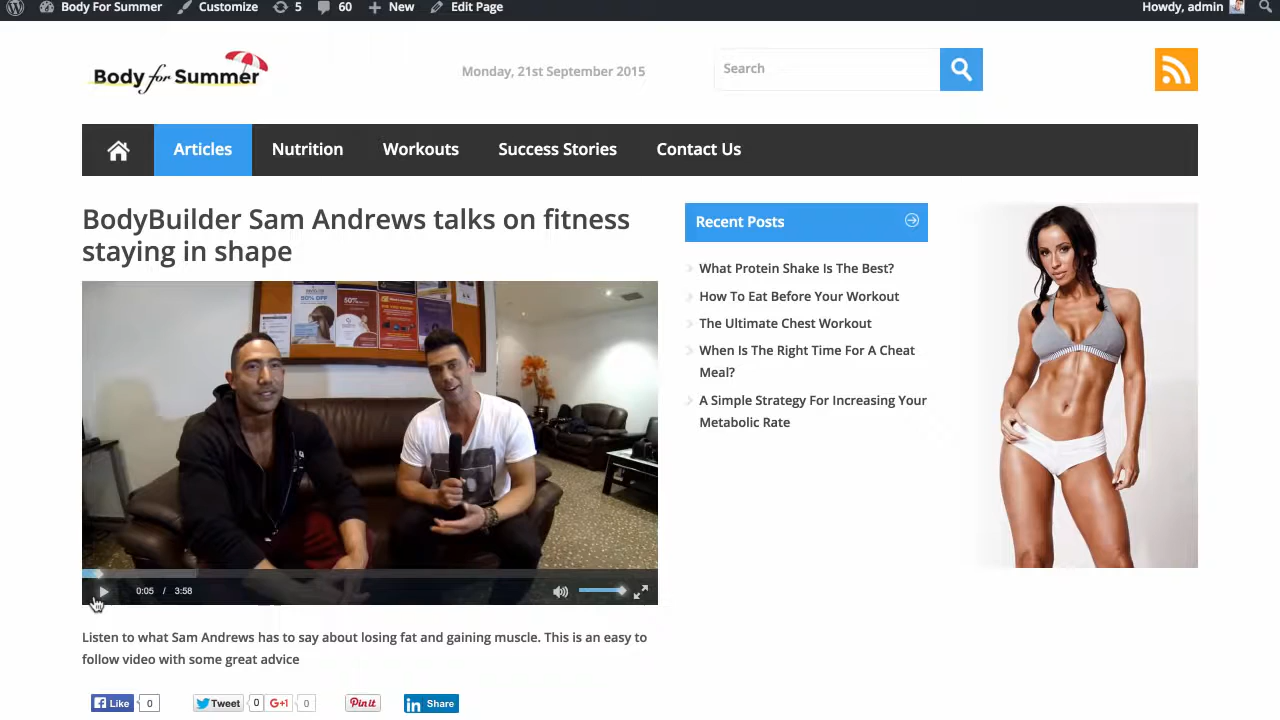 Body For Summer
Customize
5
60
New
Edit Page
Howdy, admin
Body for Summer
Monday, 21st September 2015
Search
Articles
Nutrition
Workouts
Success Stories
Contact Us
BodyBuilder Sam Andrews talks on fitness
staying in shape
50% OFF
50%
0:05 / 3:58
Listen to what Sam Andrews has to say about losing fat and gaining muscle. This is an easy to
follow video with some great advice
Like
0
Tweet
0
G+1
0
Pin it
in Share
Recent Posts
What Protein Shake Is The Best?
How To Eat Before Your Workout
The Ultimate Chest Workout
When Is The Right Time For A Cheat
Meal?
A Simple Strategy For Increasing Your
Metabolic Rate